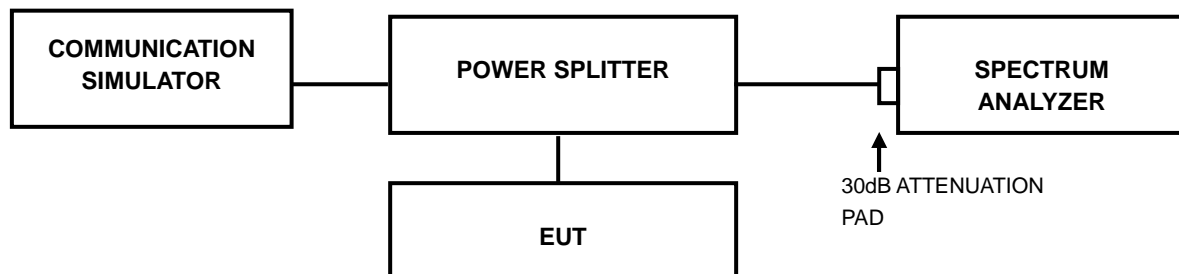 COMMUNICATION
SIMULATOR
POWER SPLITTER
SPECTRUM
ANALYZER
30dB ATTENUATION
PAD
EUT